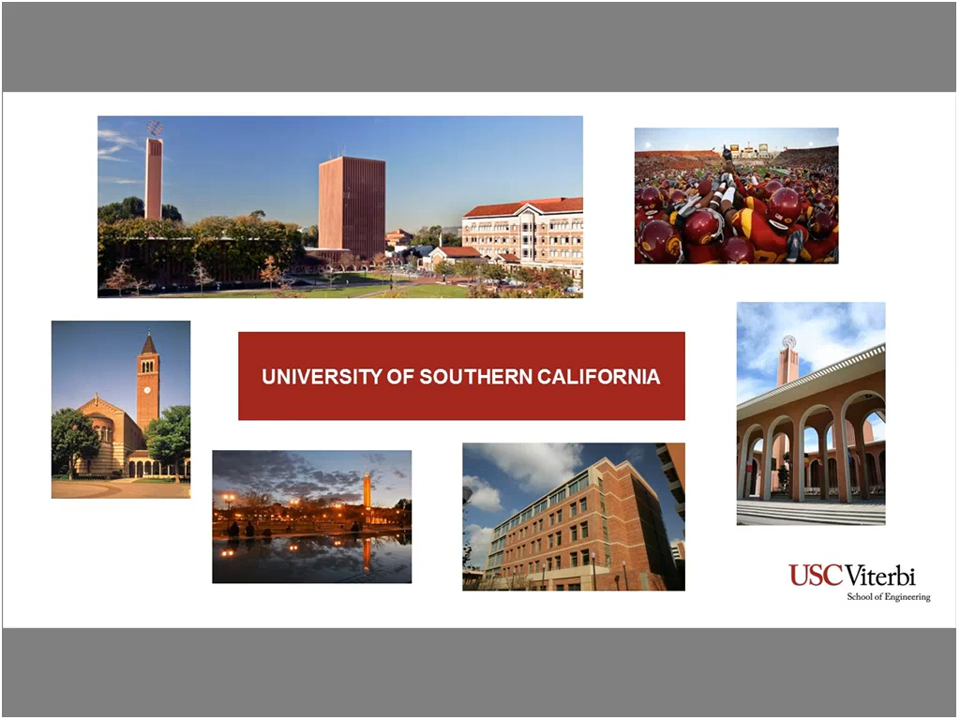 UNIVERSITY OF SOUTHERN CALIFORNIA
USC Viterbi
School of Engineering